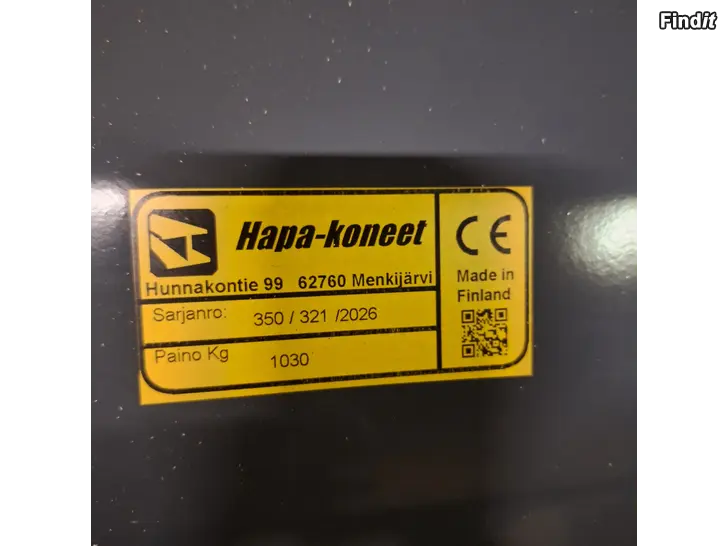 Findit
Hapa-koneet
Hunnakontie 99 62760 Menkijärvi
Sarjanro: 350 / 321 /2026
Paino Kg 1030
CE
Made in
Finland